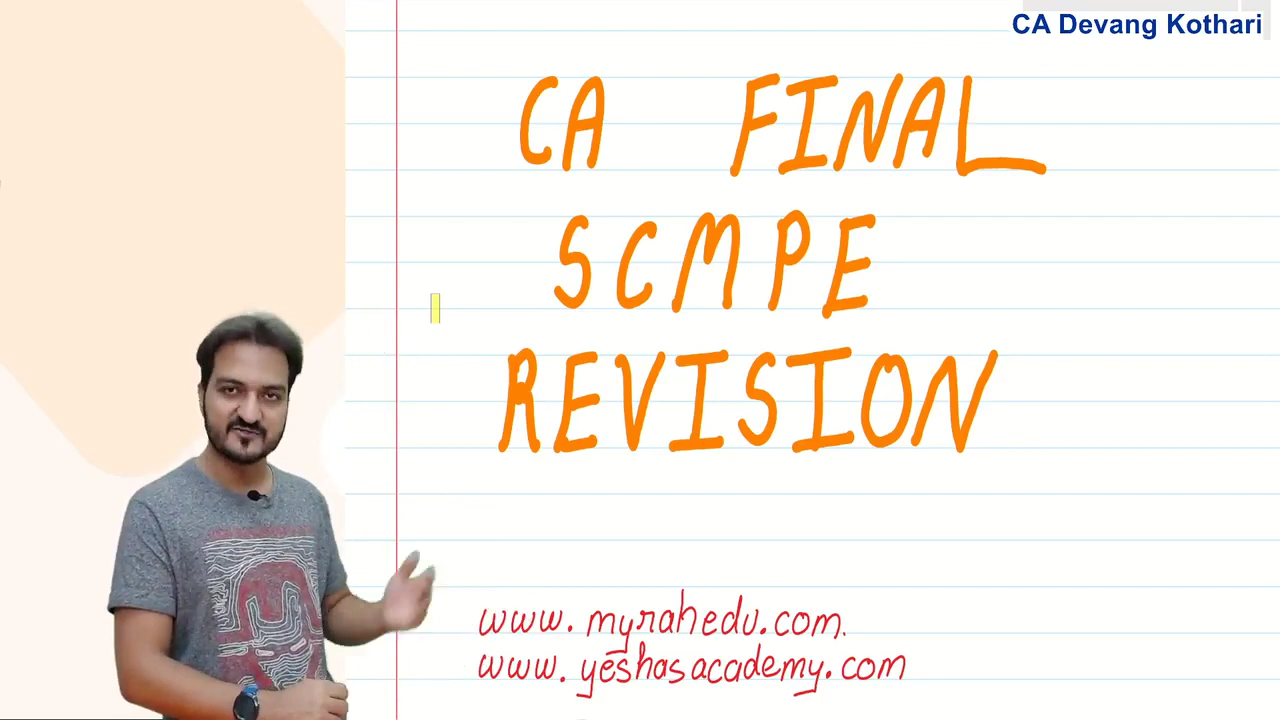 CA Devang Kothari
CA FINAL
SCMPE
REVISION
www.myrahedu.com.
www.yeshasacademy.com